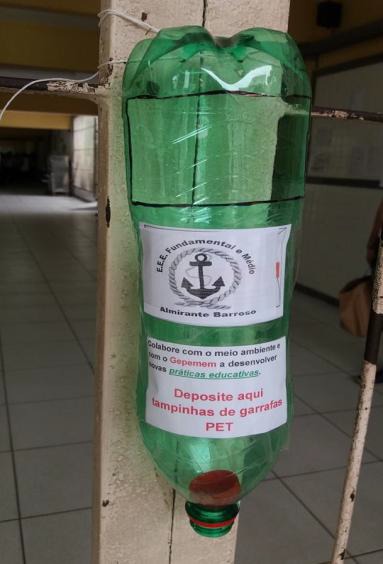 E.E.E. Fundamental e Médio
Almirante Barroso
Colabore com o meio ambiente e
com o Gepemem a desenvolver
novas práticas educativas.
Deposite aqui
tampinhas de garrafas
PET